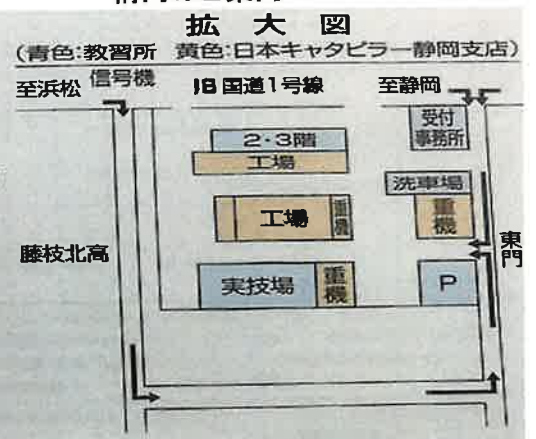 拡大図
(青色:教習所 黄色:日本キャタピラー静岡支店)
至浜松 信号機 旧国道1号線 至静岡
受付
事務所
2・3階
工場
洗車場
工場 重機 重機
藤枝北高 東門
実技場 重機 P